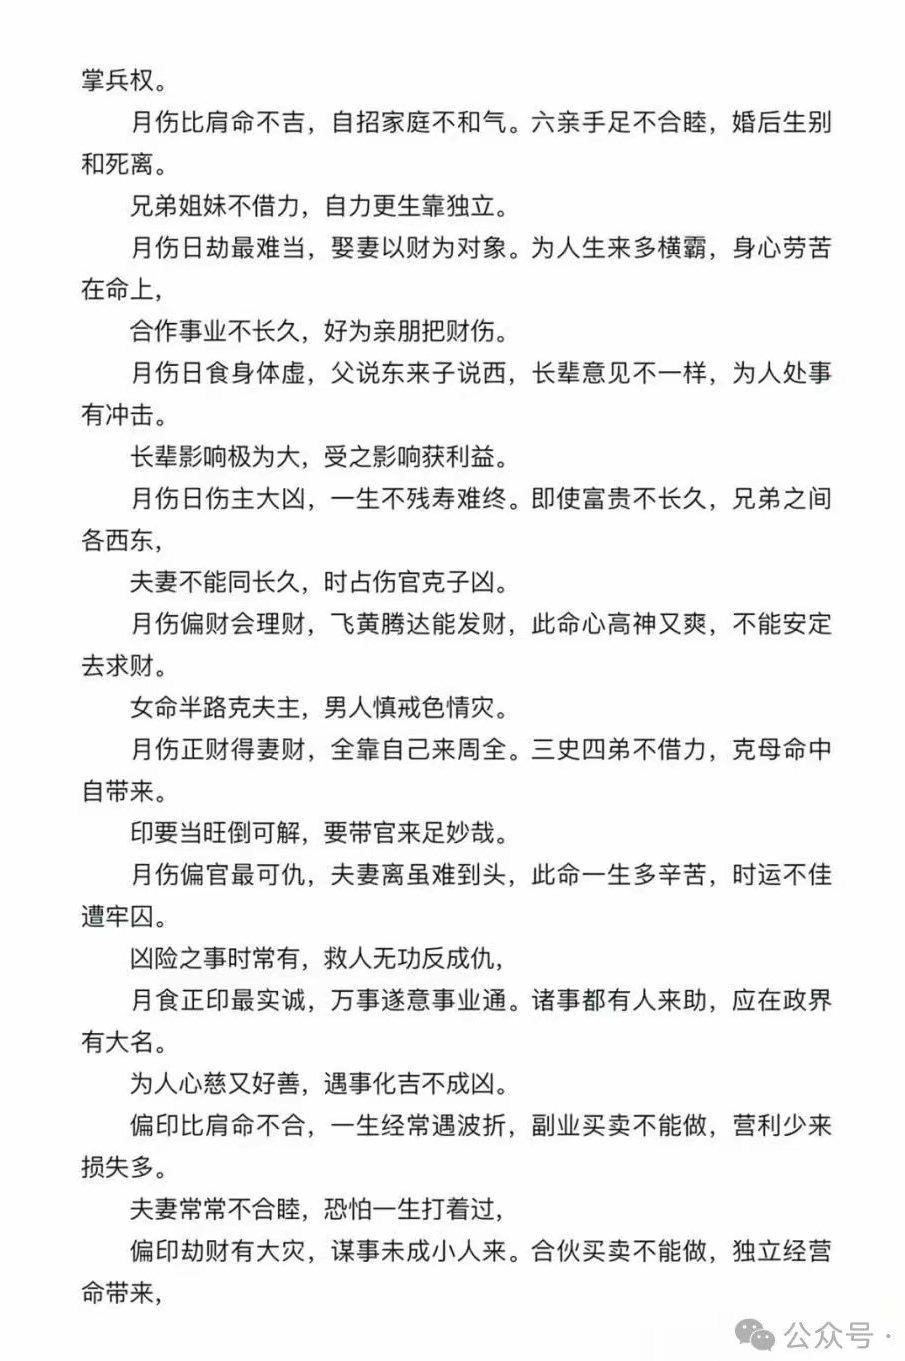 掌兵权。
月伤比肩命不吉，自招家庭不和气。六亲手足不合睦，婚后生别
和死离。
兄弟姐妹不借力，自力更生靠独立。
月伤日劫最难当，娶妻以财为对象。为人生来多横霸，身心劳苦
在命上，
合作事业不长久，好为亲朋把财伤。
月伤日食身体虚，父说东来子说西，长辈意见不一样，为人处事
有冲击。
长辈影响极为大，受之影响获利益。
月伤日伤主大凶，一生不残寿难终。即使富贵不长久，兄弟之间
各西东，
夫妻不能同长久，时占伤官克子凶。
月伤偏财会理财，飞黄腾达能发财，此命心高神又爽，不能安定
去求财。
女命半路克夫主，男人慎戒色情灾。
月伤正财得妻财，全靠自己来周全。三史四弟不借力，克母命中
自带来。
印要当旺倒可解，要带官来足妙哉。
月伤偏官最可仇，夫妻离虽难到头，此命一生多辛苦，时运不佳
遭牢囚。
凶险之事时常有，救人无功反成仇，
月食正印最实诚，万事遂意事业通。诸事都有人来助，应在政界
有大名。
为人心慈又好善，遇事化吉不成凶。
偏印比肩命不合，一生经常遇波折，副业买卖不能做，营利少来
损失多。
夫妻常常不合睦，恐怕一生打着过，
偏印劫财有大灾，谋事未成小人来。合伙买卖不能做，独立经营
命带来，
公众号 ·